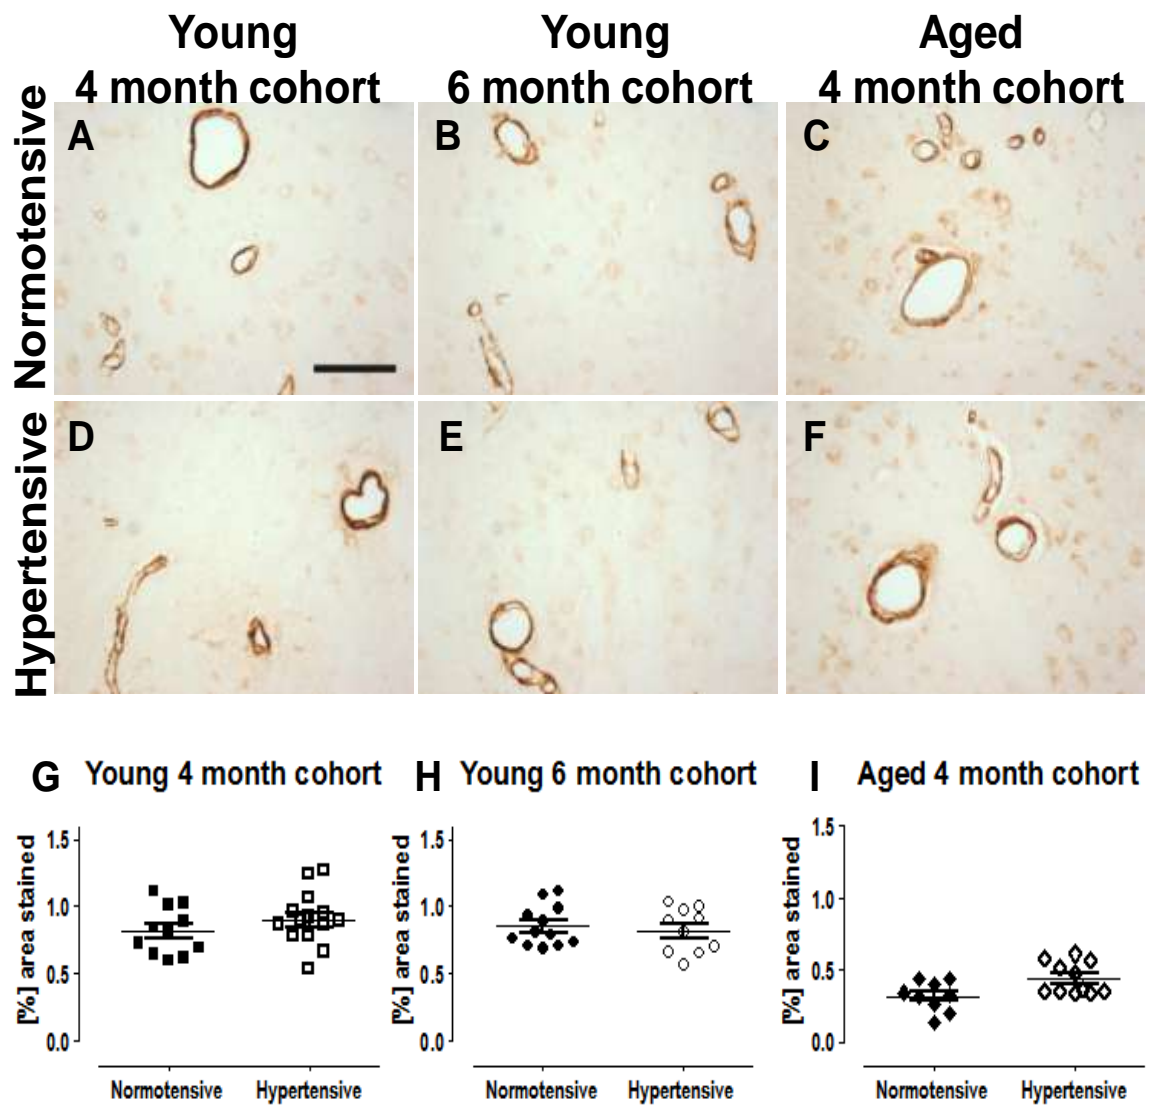 Young
Young
Aged
4 month cohort
6 month cohort
4 month cohort
Normotensive
A
B
C
Hypertensive
D
E
F
G
Young 4 month cohort
H
Young 6 month cohort
I
Aged 4 month cohort
[%] area stained
1.5
1.0
0.5
0.0
Normotensive
Hypertensive
[%] area stained
1.5
1.0
0.5
0.0
Normotensive
Hypertensive
[%] area stained
1.5
1.0
0.5
0.0
Normotensive
Hypertensive